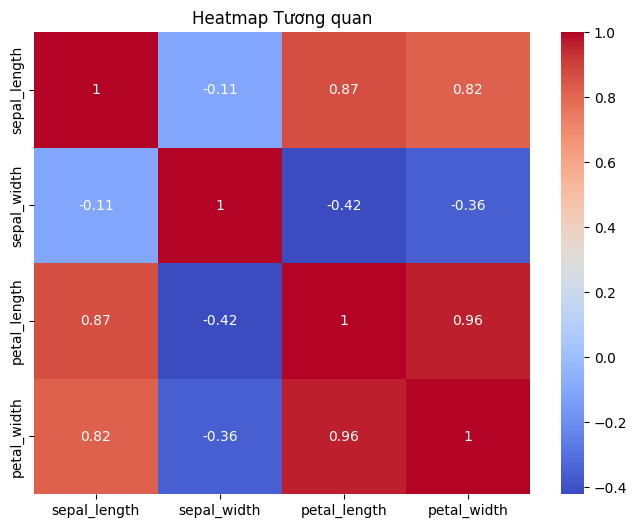 Heatmap Tương quan
sepal_length
1
-0.11
0.87
0.82
sepal_width
-0.11
1
-0.42
-0.36
petal_length
0.87
-0.42
1
0.96
petal_width
0.82
-0.36
0.96
1
sepal_length
sepal_width
petal_length
petal_width
1.0
0.8
0.6
0.4
0.2
0.0
-0.2
-0.4